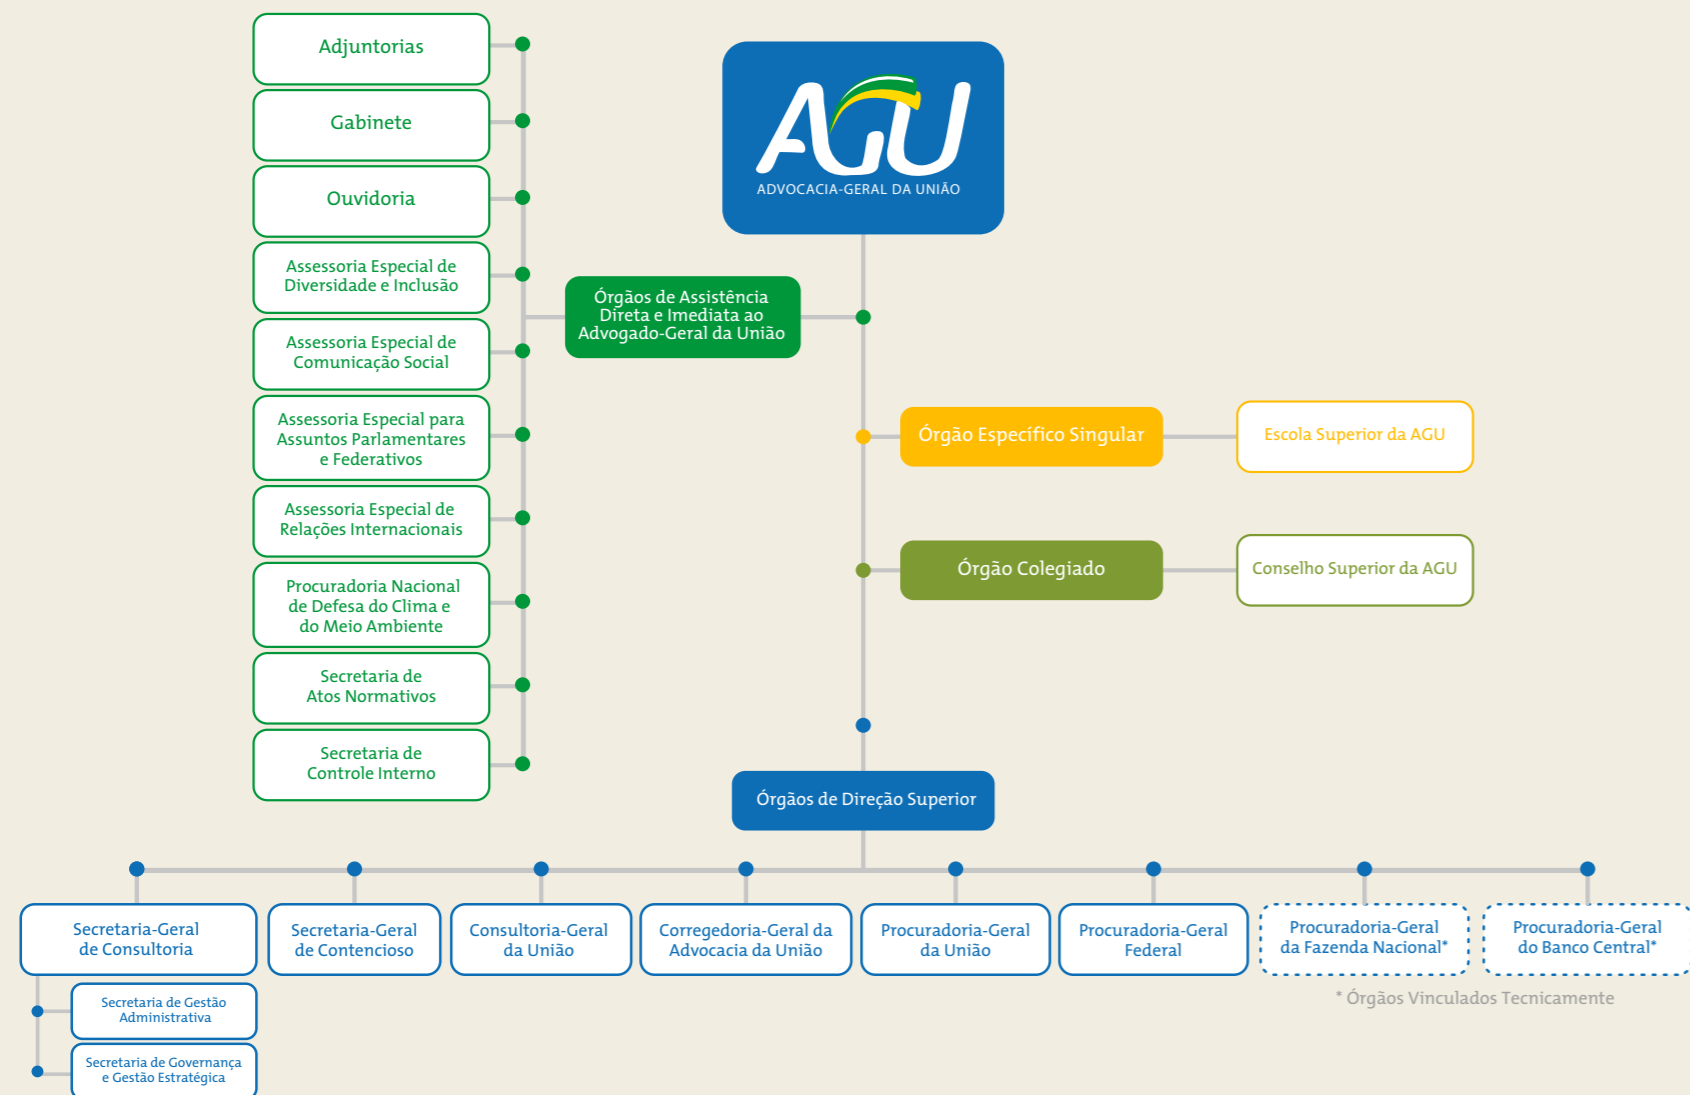 Adjuntorias
Gabinete
Ouvidoria
Assessoria Especial de
Diversidade e Inclusão
Assessoria Especial de
Comunicação Social
Assessoria Especial para
Assuntos Parlamentares
e Federativos
Assessoria Especial de
Relações Internacionais
Procuradoria Nacional
de Defesa do Clima e
do Meio Ambiente
Secretaria de
Atos Normativos
Secretaria de
Controle Interno
AGU
ADVOCACIA-GERAL DA UNIÃO
Órgãos de Assistência
Direta e Imediata ao
Advogado-Geral da União
Órgão Específico Singular
Escola Superior da AGU
Órgão Colegiado
Conselho Superior da AGU
Órgãos de Direção Superior
Secretaria-Geral
de Consultoria
Secretaria-Geral
de Contencioso
Consultoria-Geral
da União
Corregedoria-Geral da
Advocacia da União
Procuradoria-Geral
da União
Procuradoria-Geral
Federal
Procuradoria-Geral
da Fazenda Nacional*
Procuradoria-Geral
do Banco Central*
* Órgãos Vinculados Tecnicamente
Secretaria de Gestão
Administrativa
Secretaria de Governança
e Gestão Estratégica